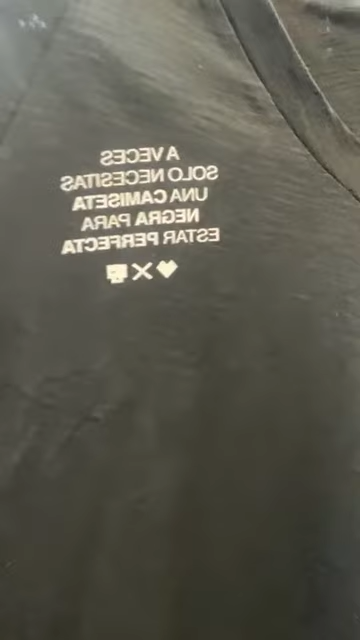 A VECES
SOLO NECESITAS
UNA CAMISETA
NEGRA PARA
ESTAR PERFECTA